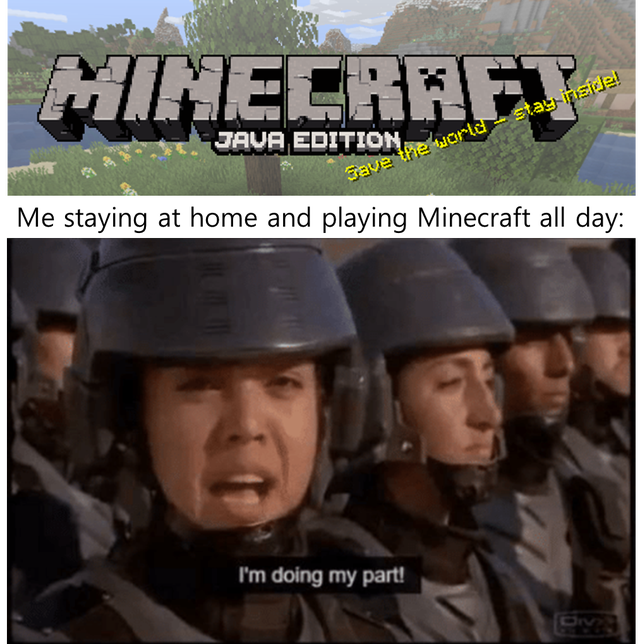 MINECRAFT
JAVA EDITION
Save the world – stay inside!
Me staying at home and playing Minecraft all day:
I'm doing my part!